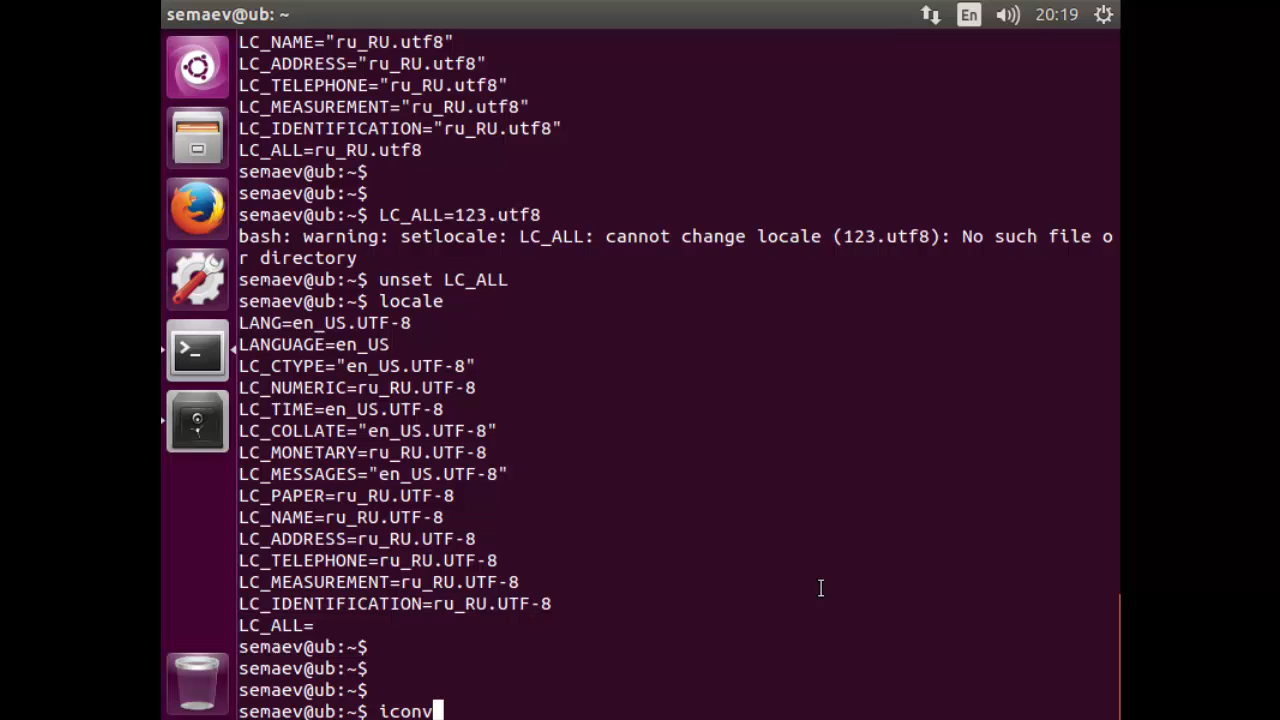 semaev@ub: ~ En 20:19
LC_NAME="ru_RU.utf8"
LC_ADDRESS="ru_RU.utf8"
LC_TELEPHONE="ru_RU.utf8"
LC_MEASUREMENT="ru_RU.utf8"
LC_IDENTIFICATION="ru_RU.utf8"
LC_ALL=ru_RU.utf8
semaev@ub:~$
semaev@ub:~$
semaev@ub:~$ LC_ALL=123.utf8
bash: warning: setlocale: LC_ALL: cannot change locale (123.utf8): No such file o
r directory
semaev@ub:~$ unset LC_ALL
semaev@ub:~$ locale
LANG=en_US.UTF-8
LANGUAGE=en_US
LC_CTYPE="en_US.UTF-8"
LC_NUMERIC=ru_RU.UTF-8
LC_TIME=en_US.UTF-8
LC_COLLATE="en_US.UTF-8"
LC_MONETARY=ru_RU.UTF-8
LC_MESSAGES="en_US.UTF-8"
LC_PAPER=ru_RU.UTF-8
LC_NAME=ru_RU.UTF-8
LC_ADDRESS=ru_RU.UTF-8
LC_TELEPHONE=ru_RU.UTF-8
LC_MEASUREMENT=ru_RU.UTF-8
LC_IDENTIFICATION=ru_RU.UTF-8
LC_ALL=
semaev@ub:~$
semaev@ub:~$
semaev@ub:~$
semaev@ub:~$ iconv